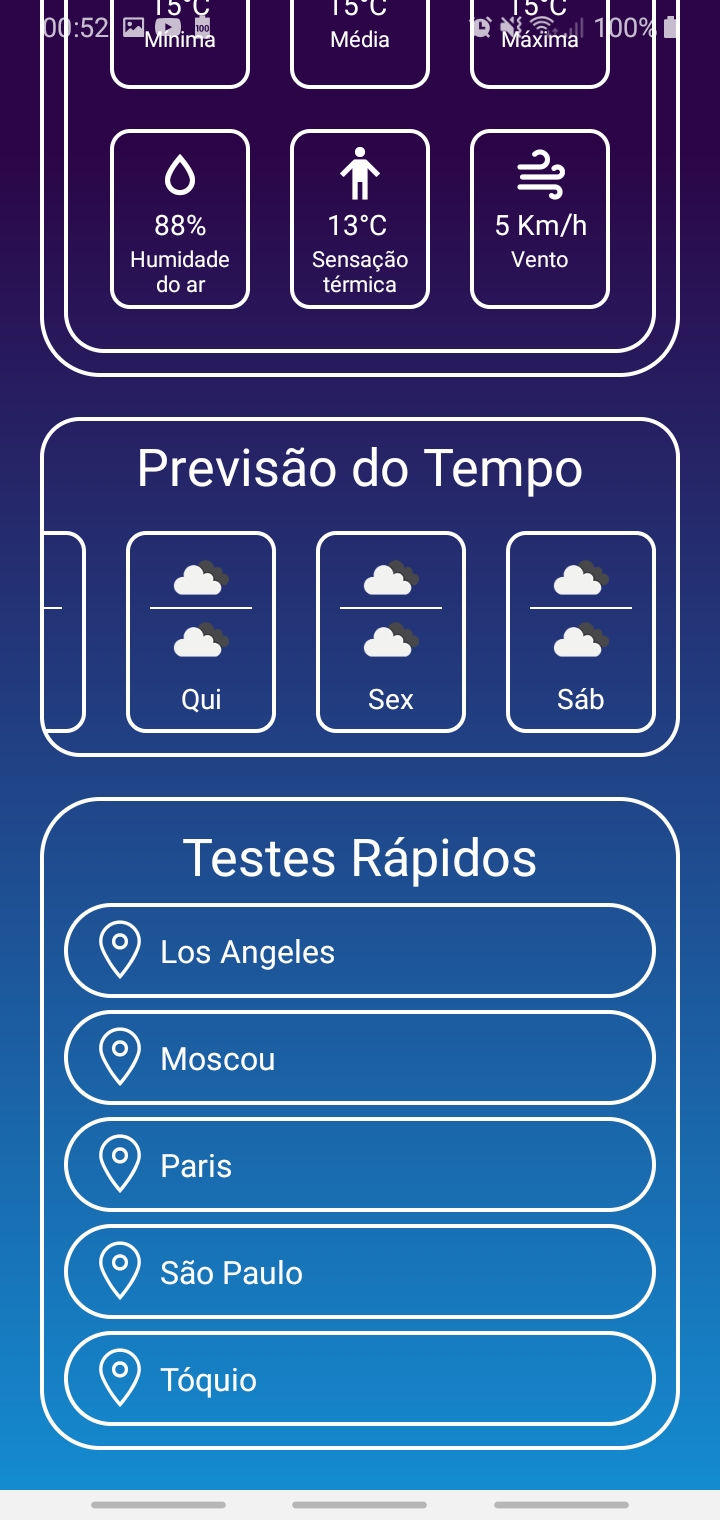 15°C 15°C 15°C
00:52 100 100%
Mínima Média Máxima
88% 13°C 5 Km/h
Humidade do ar
Sensação térmica
Vento
Previsão do Tempo
Qui Sex Sáb
Testes Rápidos
Los Angeles
Moscou
Paris
São Paulo
Tóquio